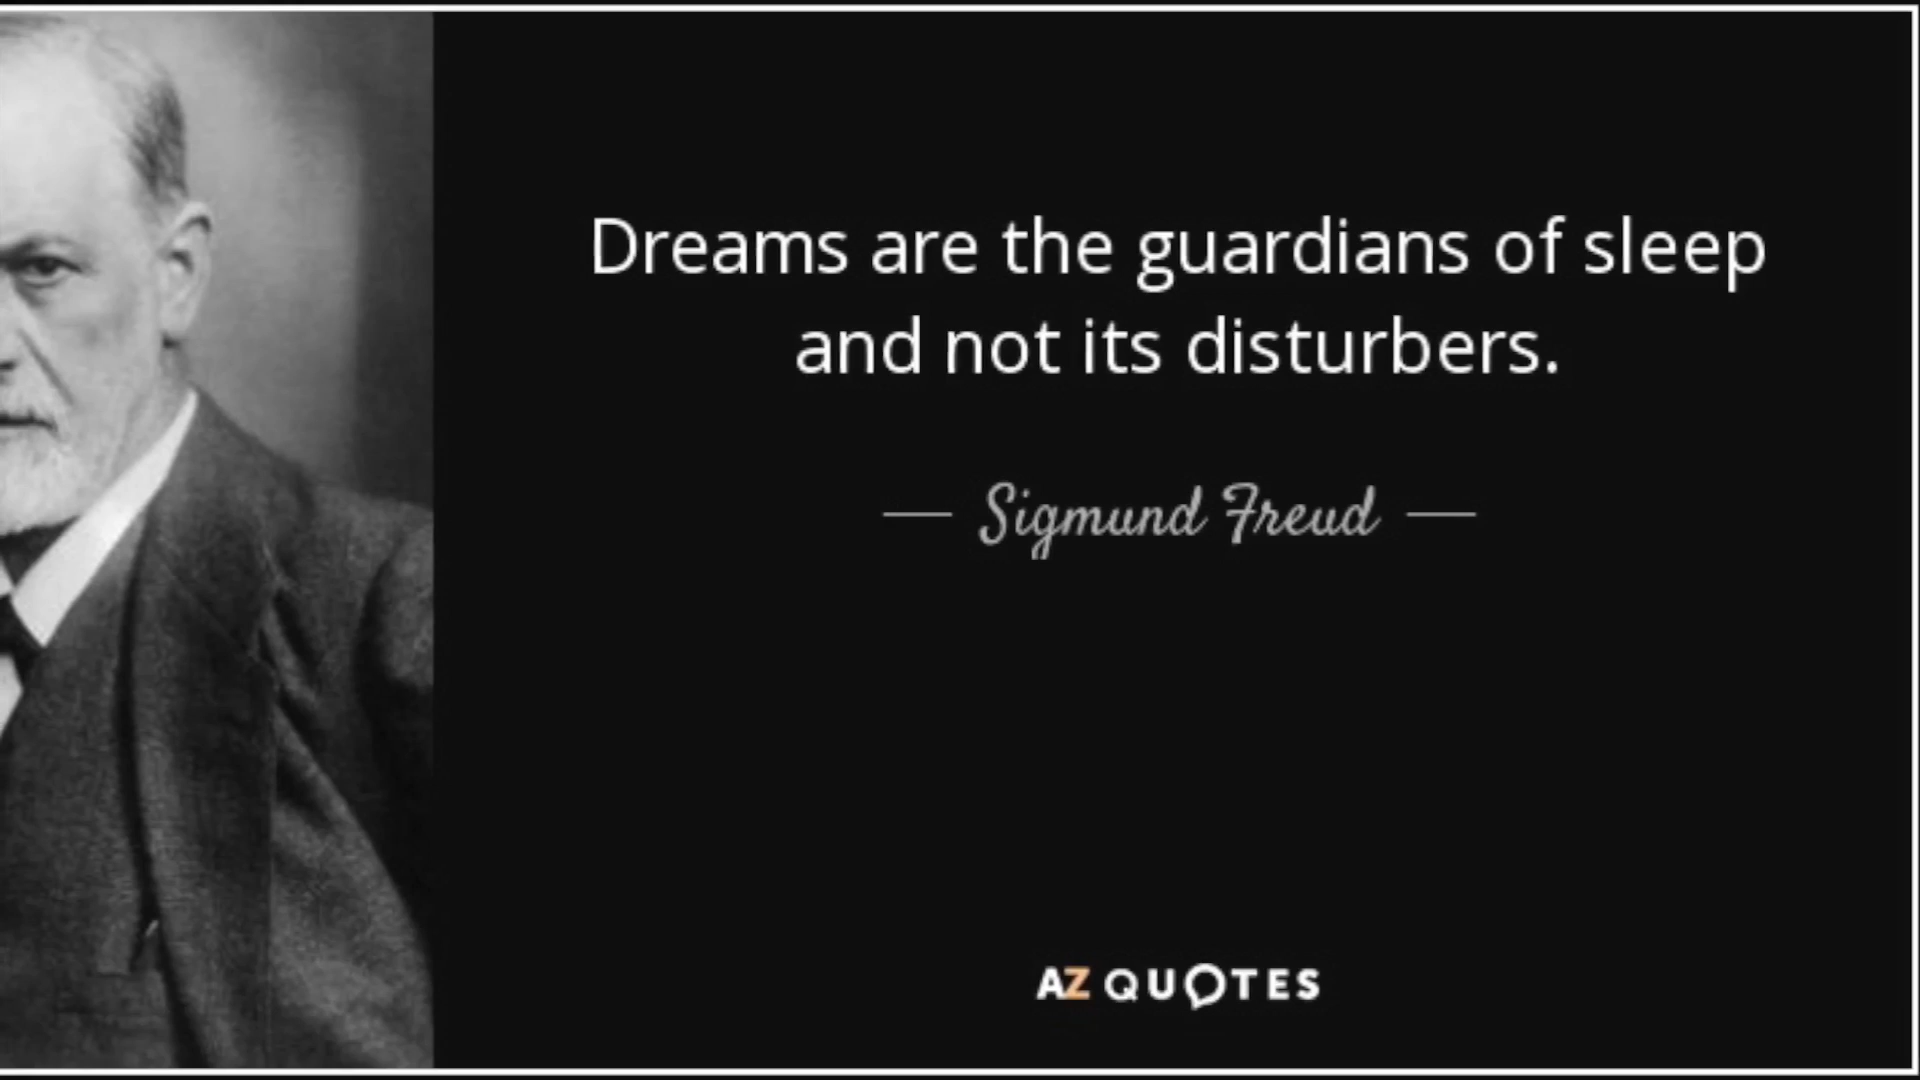 Dreams are the guardians of sleep
and not its disturbers.
— Sigmund Freud —
AZ QUOTES